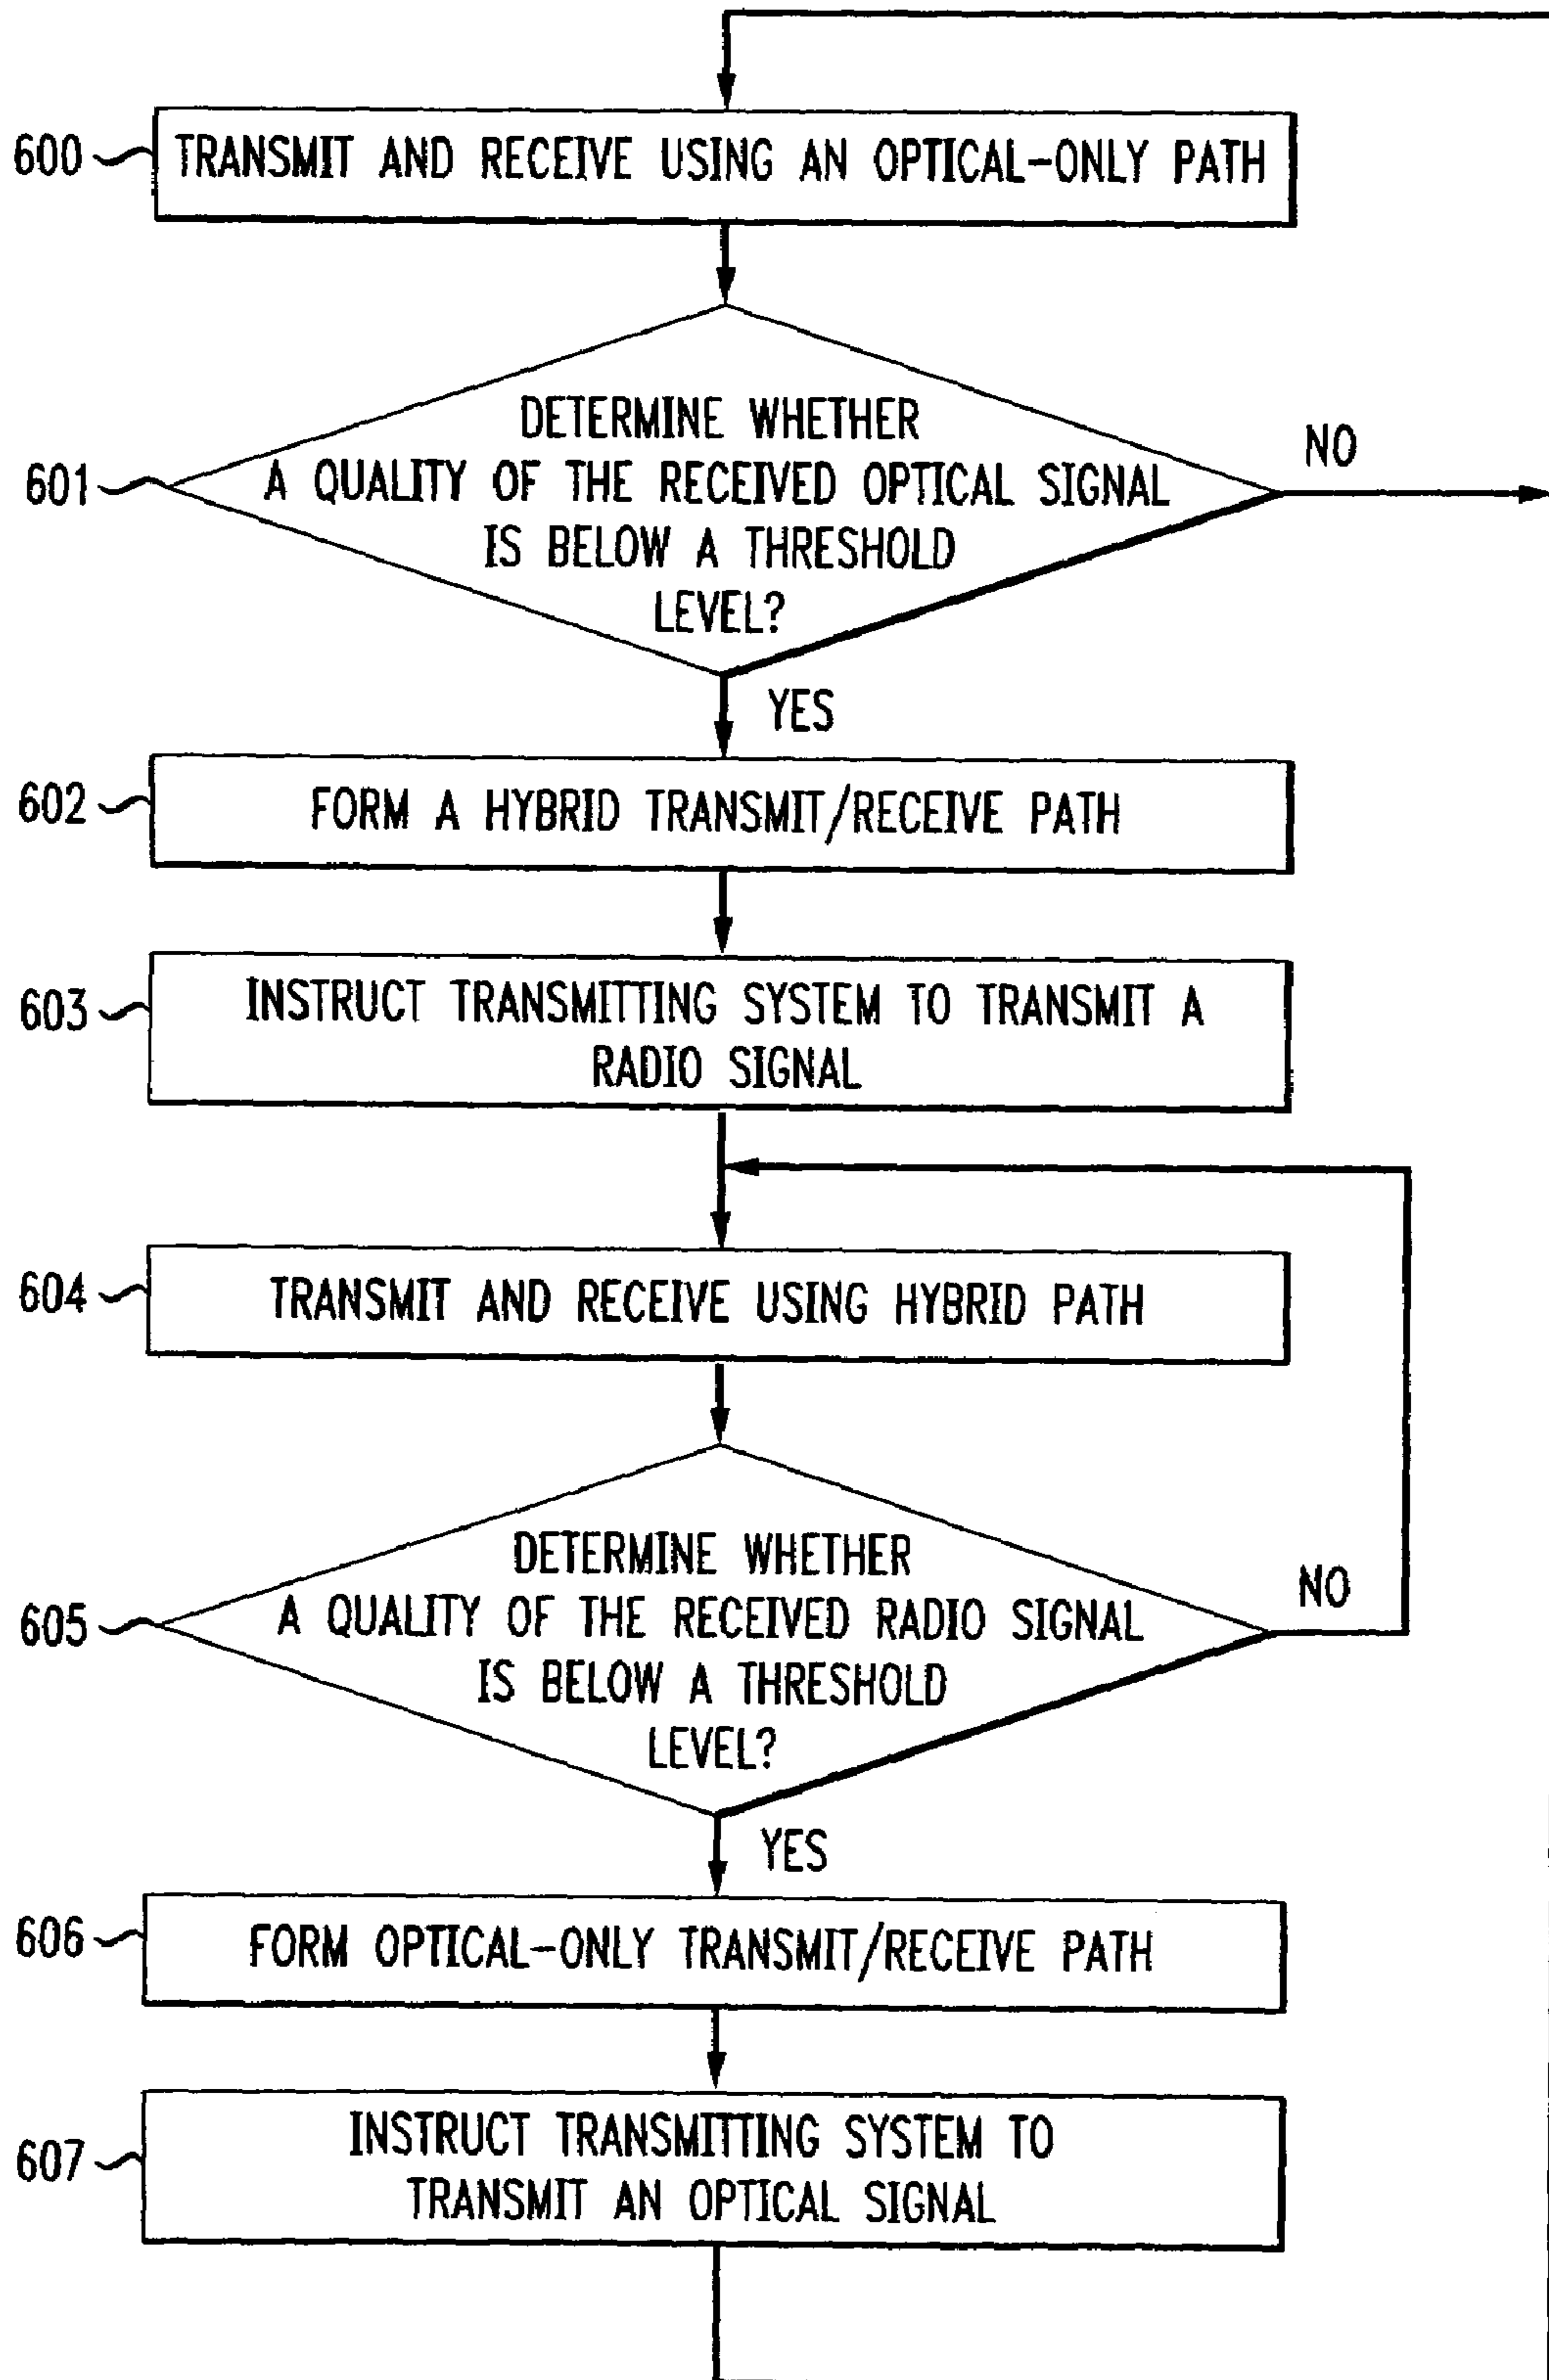 600
TRANSMIT AND RECEIVE USING AN OPTICAL-ONLY PATH
601
DETERMINE WHETHER
A QUALITY OF THE RECEIVED OPTICAL SIGNAL
IS BELOW A THRESHOLD
LEVEL?
NO
YES
602
FORM A HYBRID TRANSMIT/RECEIVE PATH
603
INSTRUCT TRANSMITTING SYSTEM TO TRANSMIT A
RADIO SIGNAL
604
TRANSMIT AND RECEIVE USING HYBRID PATH
605
DETERMINE WHETHER
A QUALITY OF THE RECEIVED RADIO SIGNAL
IS BELOW A THRESHOLD
LEVEL?
NO
YES
606
FORM OPTICAL-ONLY TRANSMIT/RECEIVE PATH
607
INSTRUCT TRANSMITTING SYSTEM TO
TRANSMIT AN OPTICAL SIGNAL